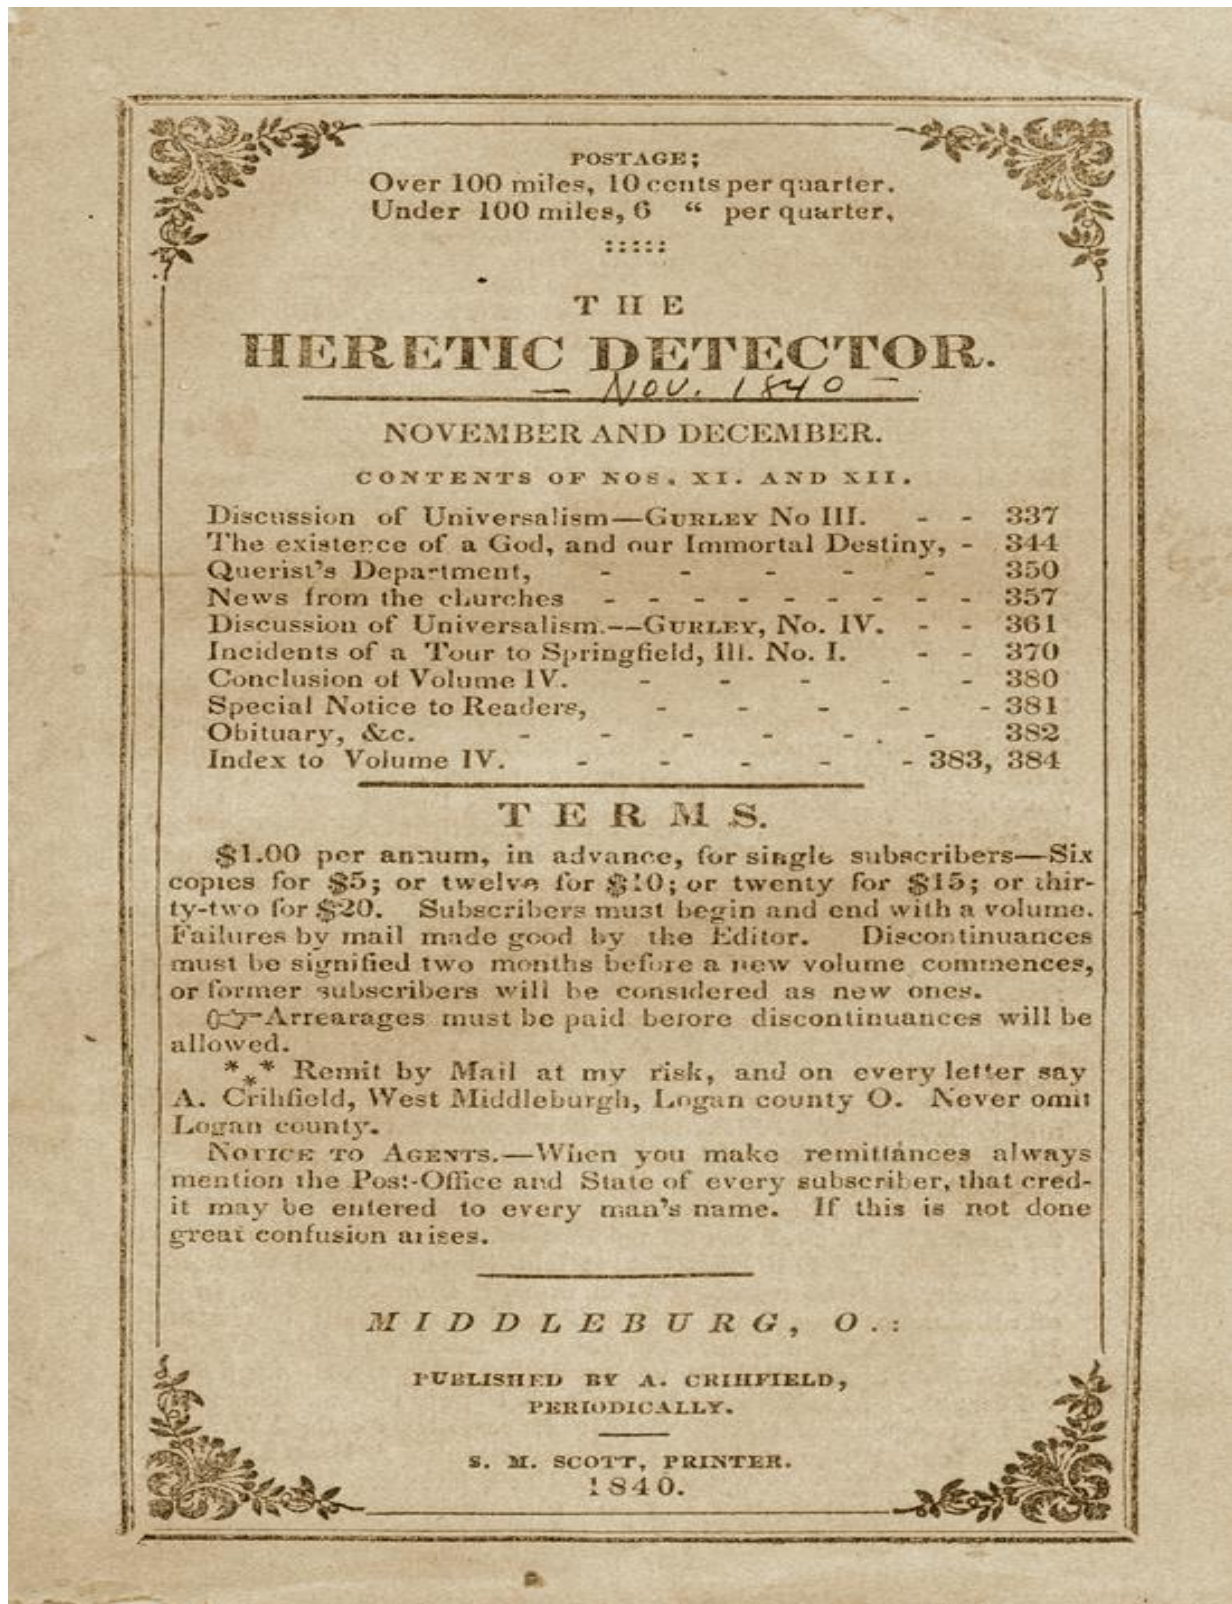 POSTAGE;
Over 100 miles, 10 cents per quarter.
Under 100 miles, 6 “ per quarter.
:::::
THE
HERETIC DETECTOR.
— Nov. 1840 —
NOVEMBER AND DECEMBER.
CONTENTS OF NOS. XI. AND XII.
Discussion of Universalism—GURLEY No III. - - 337
The existence of a God, and our Immortal Destiny, - 344
Querist's Department, - - - - - 350
News from the churches - - - - - - - - - 357
Discussion of Universalism.--GURLEY, No. IV. - - 361
Incidents of a Tour to Springfield, Ill. No. I. - - 370
Conclusion of Volume IV. - - - - - 380
Special Notice to Readers, - - - - - 381
Obituary, &c. - - - - - - 382
Index to Volume IV. - - - - - 383, 384
TERMS.
$1.00 per annum, in advance, for single subscribers—Six
copies for $5; or twelve for $10; or twenty for $15; or thir-
ty-two for $20. Subscribers must begin and end with a volume.
Failures by mail made good by the Editor. Discontinuances
must be signified two months before a new volume commences,
or former subscribers will be considered as new ones.
☞Arrearages must be paid before discontinuances will be
allowed.
*⁎* Remit by Mail at my risk, and on every letter say
A. Crihfield, West Middleburgh, Logan county O. Never omit
Logan county.
NOTICE TO AGENTS.—When you make remittances always
mention the Post-Office and State of every subscriber, that cred-
it may be entered to every man's name. If this is not done
great confusion arises.
MIDDLEBURG, O.:
PUBLISHED BY A. CRIHFIELD,
PERIODICALLY.
S. M. SCOTT, PRINTER.
1840.